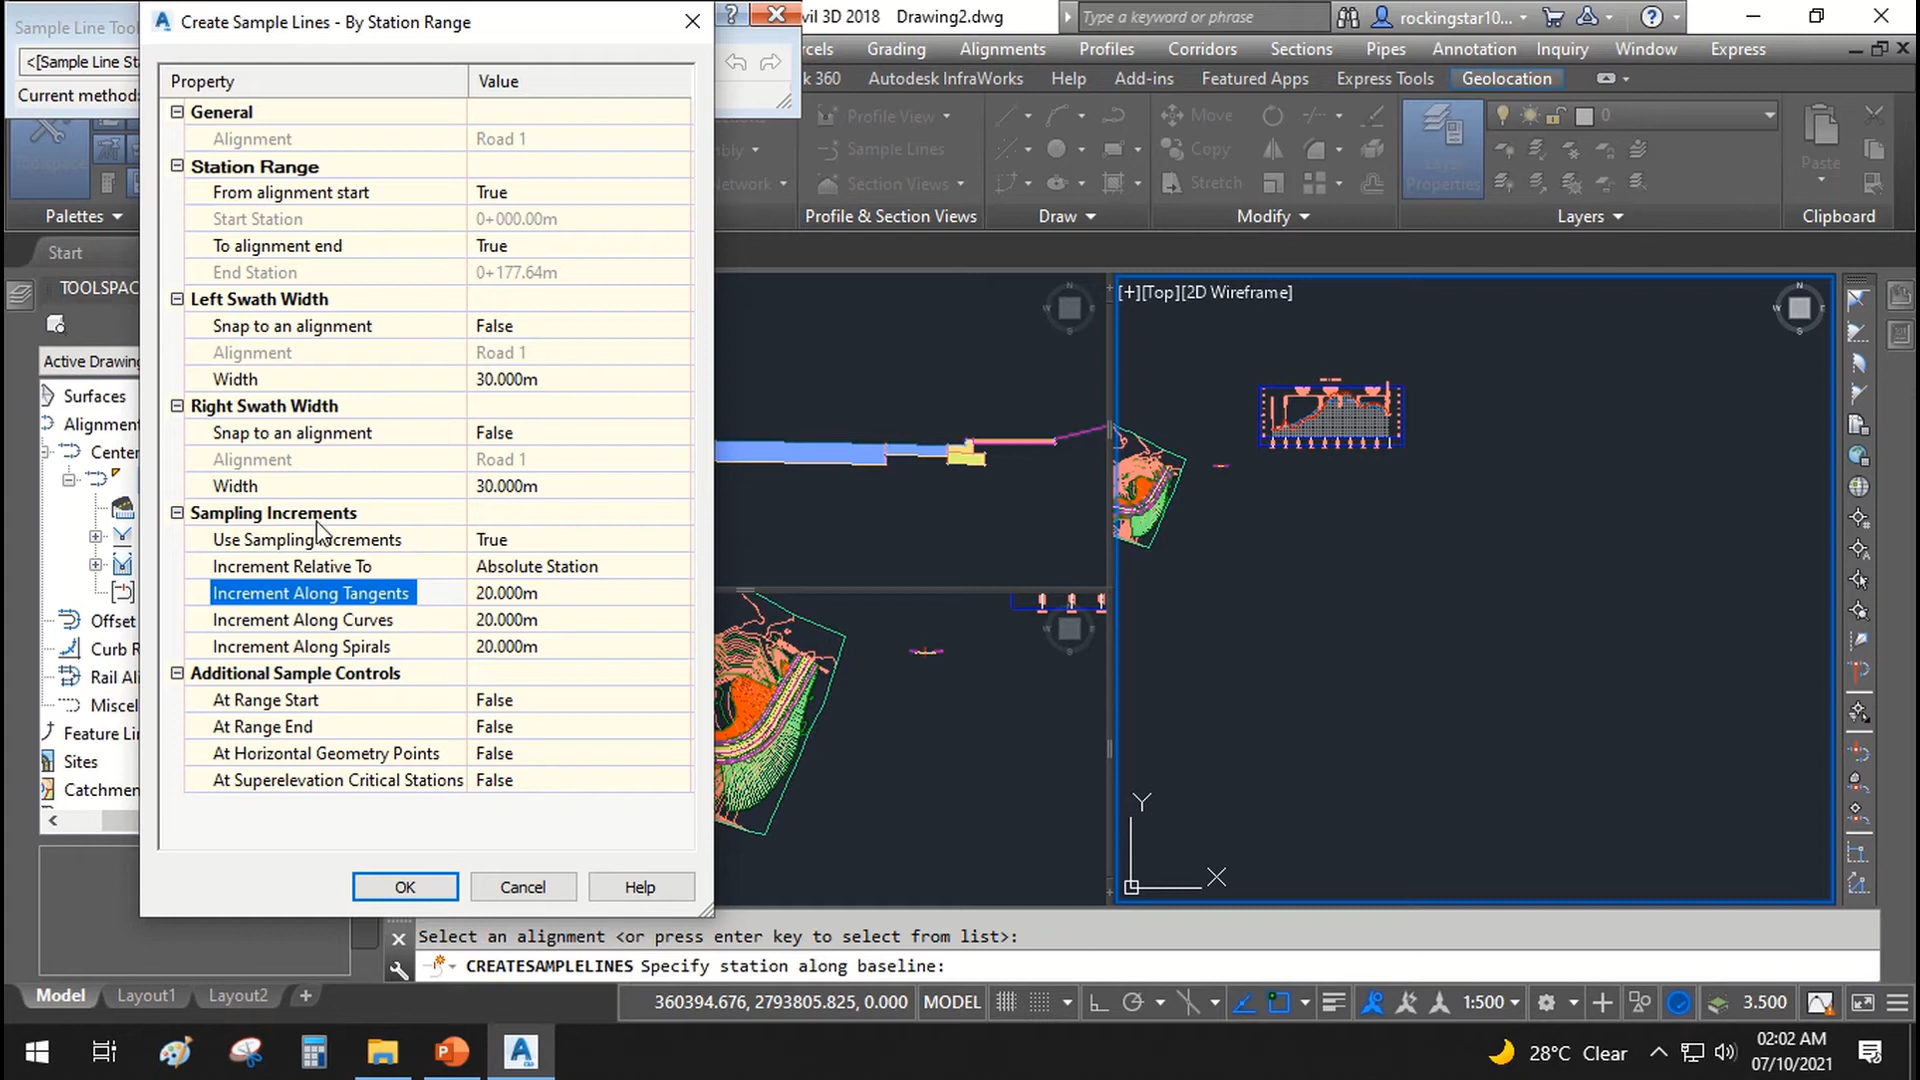 Sample Line Too
Create Sample Lines - By Station Range
vil 3D 2018 Drawing2.dwg
Type a keyword or phrase
rockingstar10...
<[Sample Line Sta
Current method:
rcels Grading Alignments Profiles Corridors Sections Pipes Annotation Inquiry Window Express
k 360 Autodesk InfraWorks Help Add-ins Featured Apps Express Tools Geolocation
Property Value
General
Alignment Road 1
Station Range
From alignment start True
Start Station 0+000.00m
To alignment end True
End Station 0+177.64m
Left Swath Width
Snap to an alignment False
Alignment Road 1
Width 30.000m
Right Swath Width
Snap to an alignment False
Alignment Road 1
Width 30.000m
Sampling Increments
Use Sampling Increments True
Increment Relative To Absolute Station
Increment Along Tangents 20.000m
Increment Along Curves 20.000m
Increment Along Spirals 20.000m
Additional Sample Controls
At Range Start False
At Range End False
At Horizontal Geometry Points False
At Superelevation Critical Stations False
OK Cancel Help
Toolspace
Palettes
Profile View
Sample Lines
Section Views
Profile & Section Views
Draw
Move
Copy
Stretch
Modify
Layer Properties
0
Layers
Paste
Clipboard
Start
TOOLSPAC
Active Drawing
Surfaces
Alignment
Center
Offset
Curb R
Rail Ali
Miscel
Feature Lin
Sites
Catchmen
[+][Top][2D Wireframe]
N
W
E
S
Y
X
Select an alignment <or press enter key to select from list>:
CREATESAMPLELINES Specify station along baseline:
Model Layout1 Layout2 +
360394.676, 2793805.825, 0.000 MODEL 1:500 3.500
28°C Clear
02:02 AM
07/10/2021